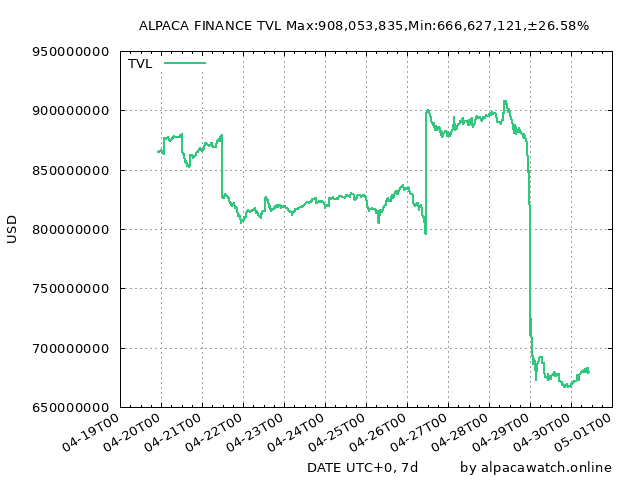 ALPACA FINANCE TVL Max:908,053,835,Min:666,627,121,±26.58%
950000000
TVL
900000000
850000000
800000000
750000000
700000000
650000000
USD
04-19T00
04-20T00
04-21T00
04-22T00
04-23T00
04-24T00
04-25T00
04-26T00
04-27T00
04-28T00
04-29T00
04-30T00
05-01T00
DATE UTC+0, 7d by alpacawatch.online